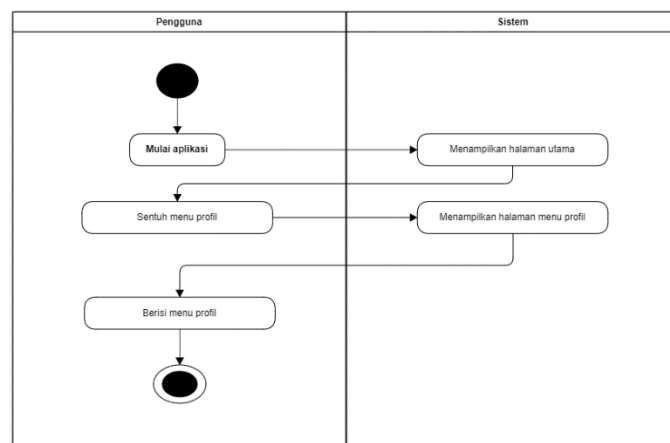 Pengguna
Sistem
Mulai aplikasi
Menampilkan halaman utama
Sentuh menu profil
Menampilkan halaman menu profil
Berisi menu profil